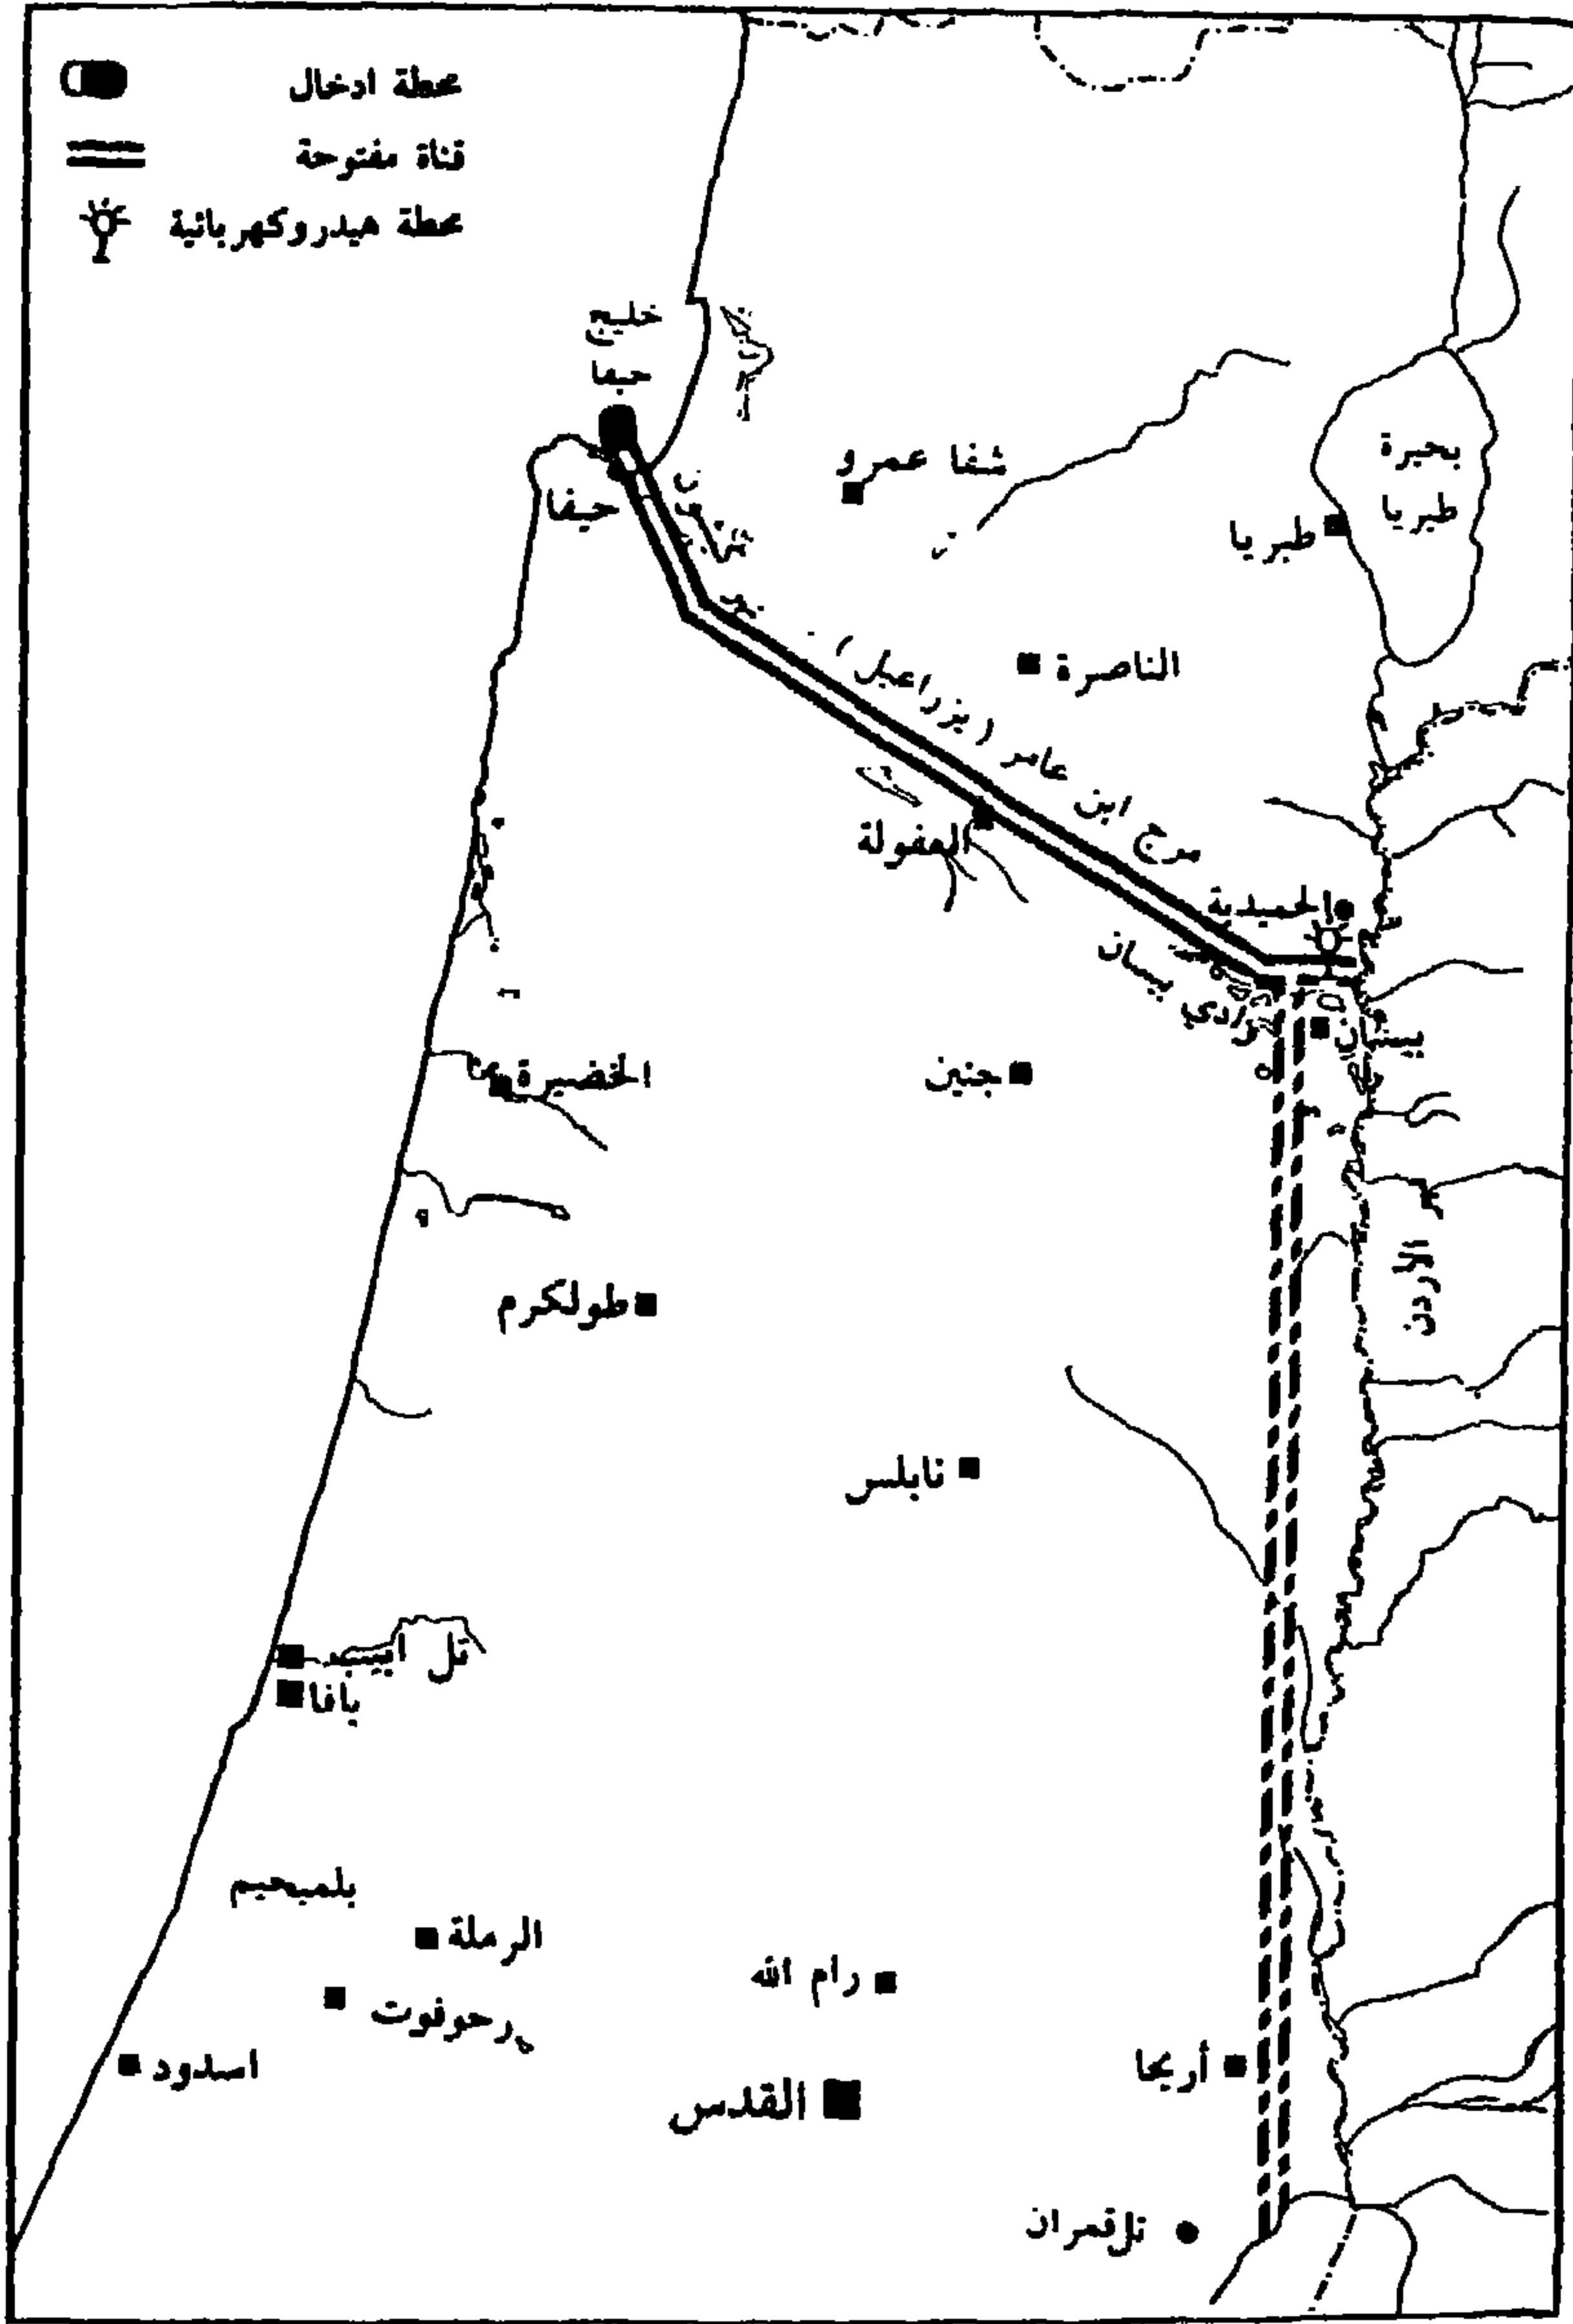 محطة ادخال
قناة مفتوحة
محطة هيدروكهربائية
خليج
حيفا
حيفا
شفا عمرو
بحيرة
طبريا
طبريا
الناصرة
مرج ابن عامر (يزراعيل)
العفولة
الحميدية
وادي بيسان
بيسان
الخضيرة
جنين
الاردن
طولكرم
نابلس
تل ابيب
يافا
بلميحيم
الرملة
رحوفوت
رام الله
اسدود
أريحا
القدس
تل قمران